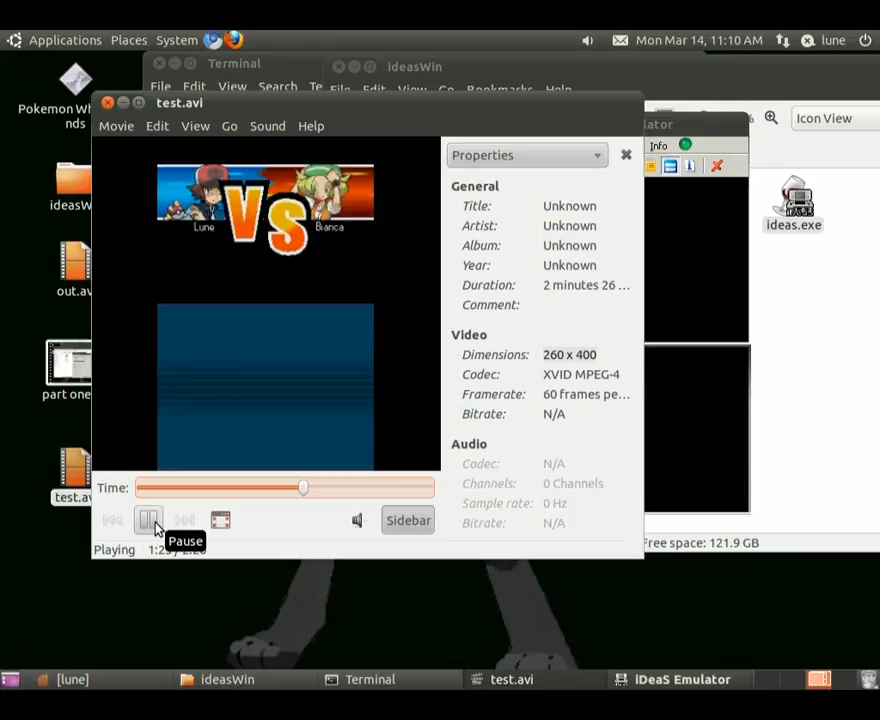 Applications Places System Mon Mar 14, 11:10 AM lune
Terminal
ideasWin
File Edit View Search Te
File Edit View Go Bookmarks Help
Pokemon Wh
nds
test.avi
Movie Edit View Go Sound Help
lator
Info
Icon View
ideasW
out.av
part one
test.av
ideas.exe
Lune VS Bianca
Properties
General
Title: Unknown
Artist: Unknown
Album: Unknown
Year: Unknown
Duration: 2 minutes 26 ...
Comment:
Video
Dimensions: 260 x 400
Codec: XVID MPEG-4
Framerate: 60 frames pe...
Bitrate: N/A
Audio
Codec: N/A
Channels: 0 Channels
Sample rate: 0 Hz
Bitrate: N/A
Time:
Sidebar
Pause
Playing
Free space: 121.9 GB
[lune] ideasWin Terminal test.avi iDeaS Emulator